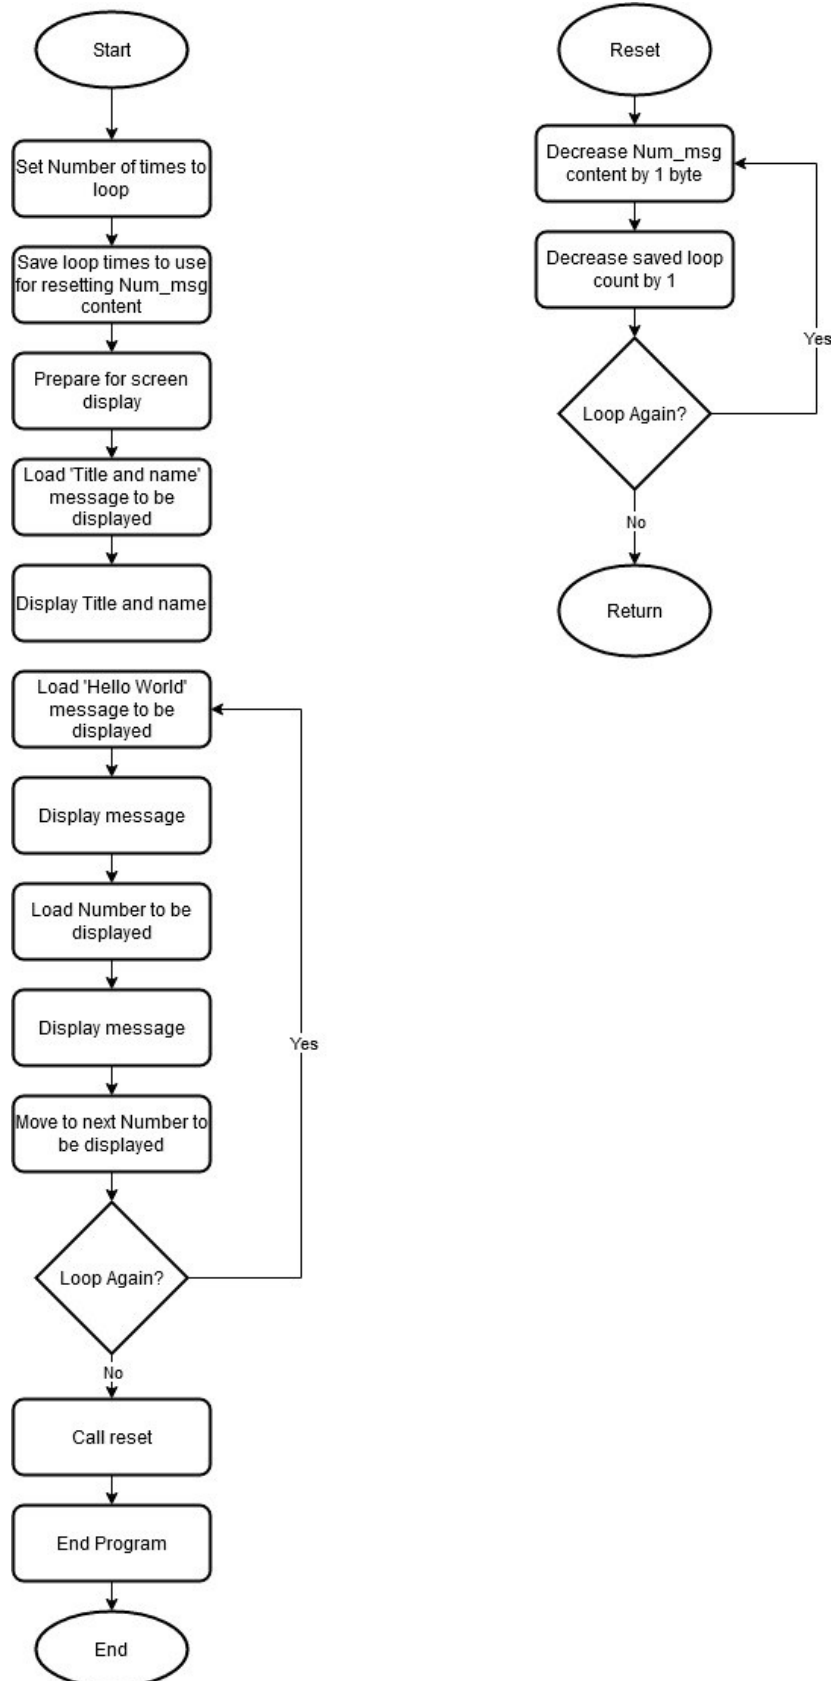 Start
Set Number of times to
loop
Save loop times to use
for resetting Num_msg
content
Prepare for screen
display
Load 'Title and name'
message to be
displayed
Display Title and name
Load 'Hello World'
message to be
displayed
Display message
Load Number to be
displayed
Display message
Yes
Move to next Number to
be displayed
Loop Again?
No
Call reset
End Program
End
Reset
Decrease Num_msg
content by 1 byte
Decrease saved loop
count by 1
Yes
Loop Again?
No
Return